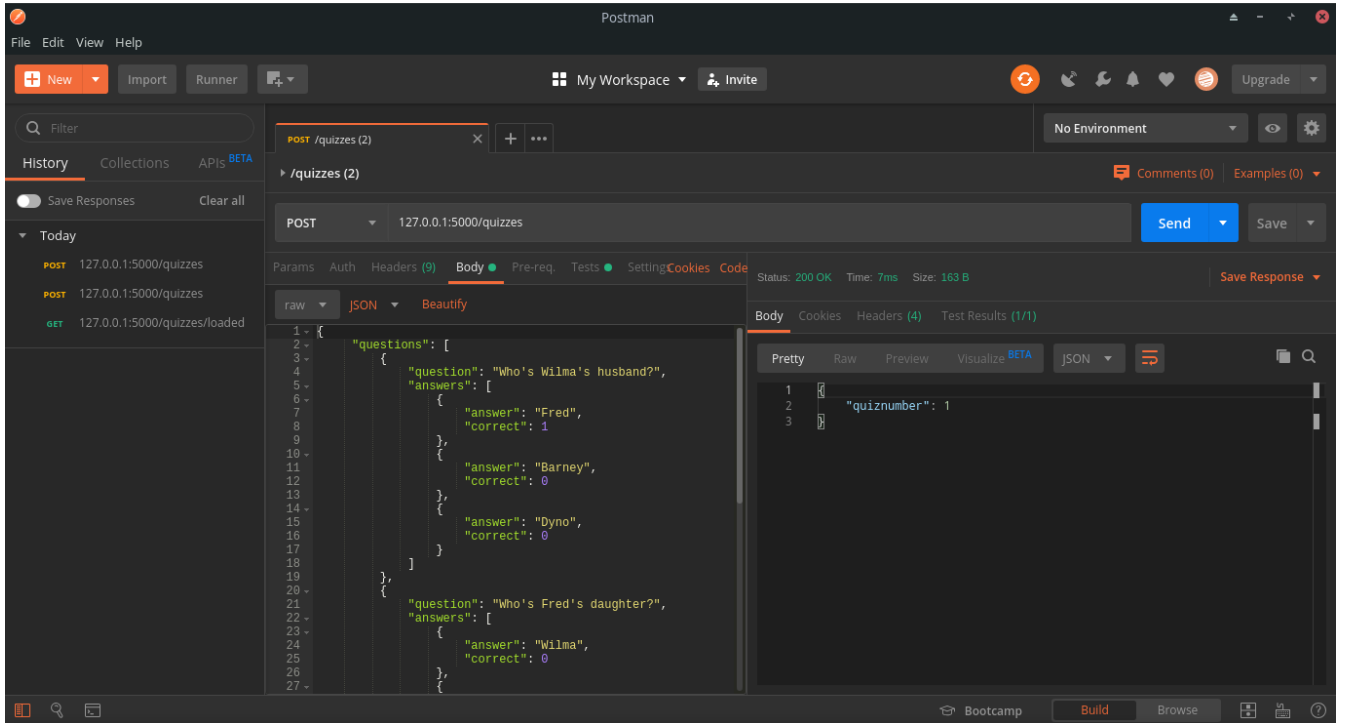 Postman
File Edit View Help
New Import Runner My Workspace Invite Upgrade
Filter
History Collections APIs BETA
Save Responses Clear all
Today
POST 127.0.0.1:5000/quizzes
POST 127.0.0.1:5000/quizzes
GET 127.0.0.1:5000/quizzes/loaded
POST /quizzes (2)
No Environment
/quizzes (2)
Comments (0) Examples (0)
POST 127.0.0.1:5000/quizzes Send Save
Params Auth Headers (9) Body Pre-req. Tests Settings Cookies Code
raw JSON Beautify
1 {
2 "questions": [
3 {
4 "question": "Who's Wilma's husband?",
5 "answers": [
6 {
7 "answer": "Fred",
8 "correct": 1
9 },
10 {
11 "answer": "Barney",
12 "correct": 0
13 },
14 {
15 "answer": "Dyno",
16 "correct": 0
17 }
18 ]
19 },
20 {
21 "question": "Who's Fred's daughter?",
22 "answers": [
23 {
24 "answer": "Wilma",
25 "correct": 0
26 },
27 {
Status: 200 OK Time: 7ms Size: 163 B Save Response
Body Cookies Headers (4) Test Results (1/1)
Pretty Raw Preview Visualize BETA JSON
1 {
2 "quiznumber": 1
3 }
Bootcamp Build Browse